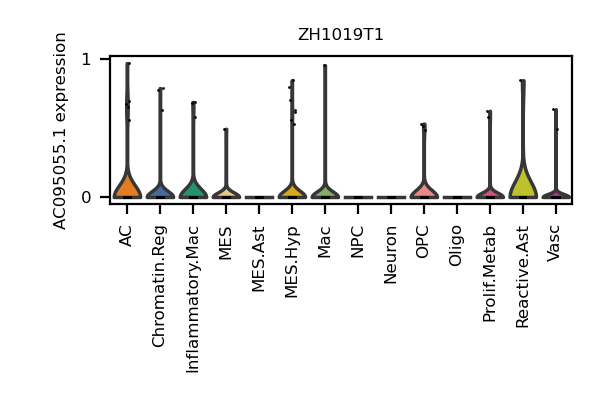 ZH1019T1
AC095055.1 expression
1
0
AC
Chromatin.Reg
Inflammatory.Mac
MES
MES.Ast
MES.Hyp
Mac
NPC
Neuron
OPC
Oligo
Prolif.Metab
Reactive.Ast
Vasc